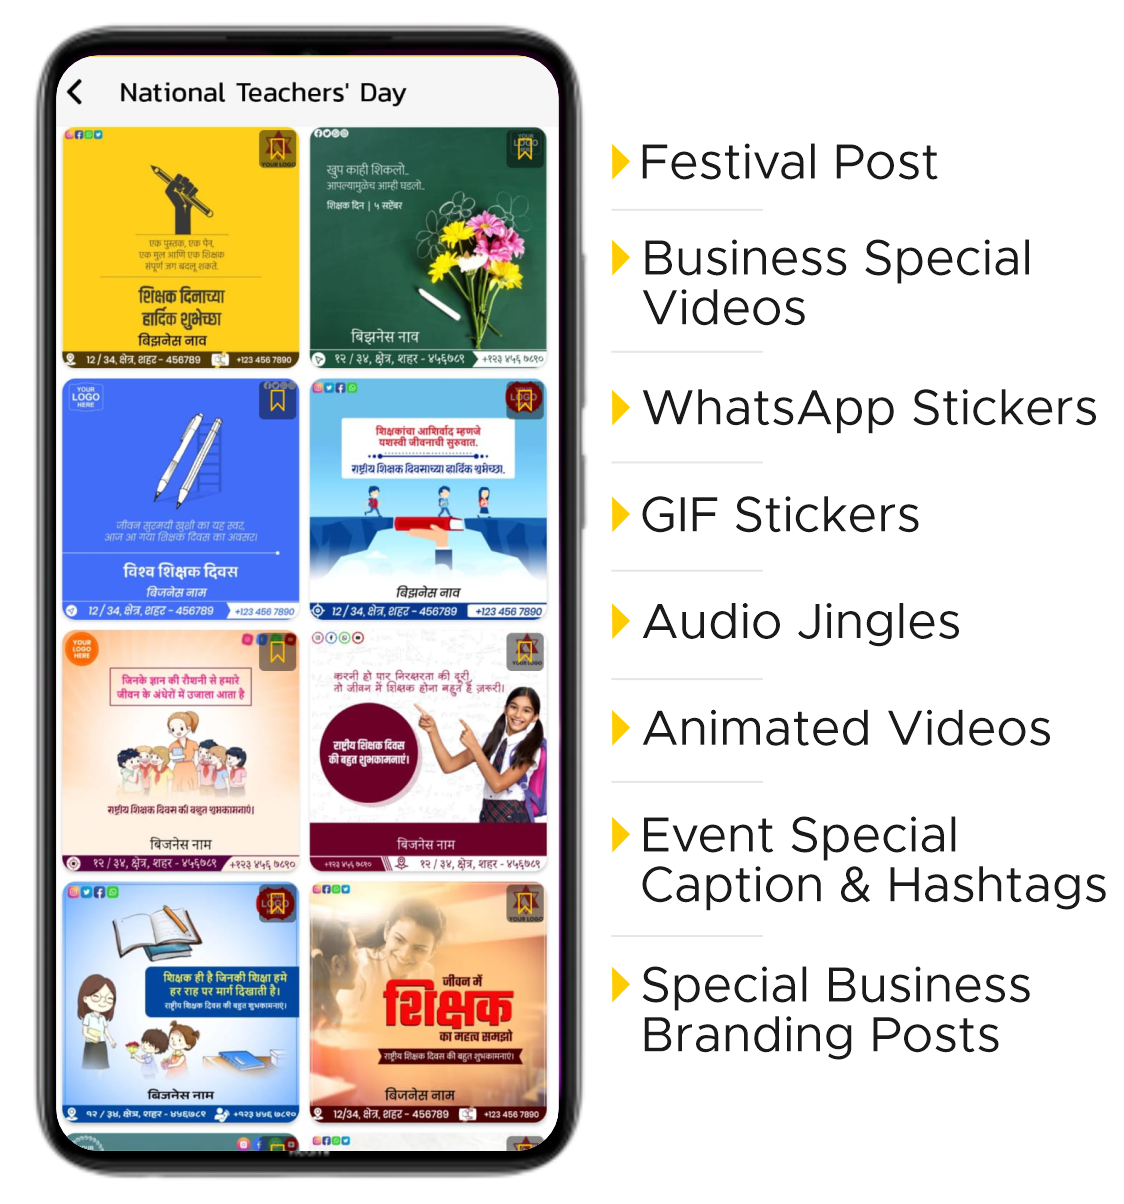 National Teachers' Day
YOUR LOGO
एक पुस्तक, एक पेन,
एक मुल आणि एक शिक्षक
संपूर्ण जग बदलू शकते.
शिक्षक दिनाच्या
हार्दिक शुभेच्छा
बिझनेस नाव
12 / 34, क्षेत्र, शहर - 456789
+123 456 7890
YOUR
LOGO
HERE
खुप काही शिकलो..
आपल्यामुळेच आम्ही घडलो..
शिक्षक दिन | ५ सप्टेंबर
बिझनेस नाव
१२ / ३४, क्षेत्र, शहर - ४५६७८९
+१२३ ४५६ ७८९०
YOUR
LOGO
HERE
जीवन सुरमयी खुशी का यह स्वर,
आज आ गया शिक्षक दिवस का अवसर।
विश्व शिक्षक दिवस
बिजनेस नाम
12 / 34, क्षेत्र, शहर - 456789
+123 456 7890
LOGO
शिक्षकांचा आशिर्वाद म्हणजे
यशस्वी जीवनाची सुरुवात.
राष्ट्रीय शिक्षक दिवसाच्या हार्दिक शुभेच्छा.
बिझनेस नाव
12 / 34, क्षेत्र, शहर - 456789
+123 456 7890
YOUR
LOGO
HERE
जिनके ज्ञान की रौशनी से हमारे
जीवन के अंधेरों में उजाला आता है
राष्ट्रीय शिक्षक दिवस की बहुत शुभकामनाएं।
बिजनेस नाम
१२ / ३४, क्षेत्र, शहर - ४५६७८९
+१२३ ४५६ ७८९०
YOUR LOGO
करनी हो पार निरक्षरता की दूरी,
तो जीवन में शिक्षक होना बहुत है ज़रूरी।
राष्ट्रीय शिक्षक दिवस
की बहुत शुभकामनाएं।
बिजनेस नाम
+१२३ ४५६ ७८९०
१२ / ३४, क्षेत्र, शहर - ४५६७८९
LOGO
शिक्षक ही है जिनकी शिक्षा हमे
हर राह पर मार्ग दिखाती है।
राष्ट्रीय शिक्षक दिवस की बहुत शुभकामनाएं।
बिजनेस नाम
१२ / ३४, क्षेत्र, शहर - ४५६७८९
+१२३ ४५६ ७८९०
YOUR LOGO
जीवन में
शिक्षक
का महत्व समझो
राष्ट्रीय शिक्षक दिवस की बहुत शुभकामनाएं।
बिजनेस नाम
12/34, क्षेत्र, शहर - 456789
+123 456 7890
Festival Post
Business Special
Videos
WhatsApp Stickers
GIF Stickers
Audio Jingles
Animated Videos
Event Special
Caption & Hashtags
Special Business
Branding Posts